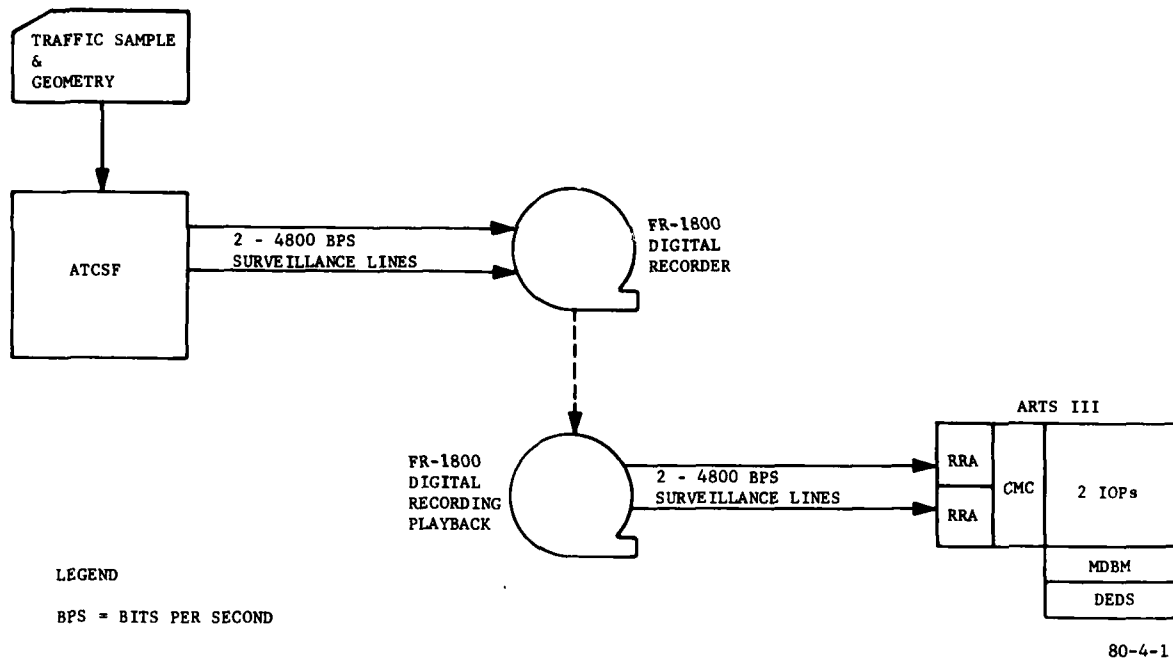 TRAFFIC SAMPLE
&
GEOMETRY
ATCSF
2 - 4800 BPS
SURVEILLANCE LINES
FR-1800
DIGITAL
RECORDER
FR-1800
DIGITAL
RECORDING
PLAYBACK
2 - 4800 BPS
SURVEILLANCE LINES
ARTS III
RRA
RRA
CMC
2 IOPs
MDBM
DEDS
LEGEND
BPS = BITS PER SECOND
80-4-1